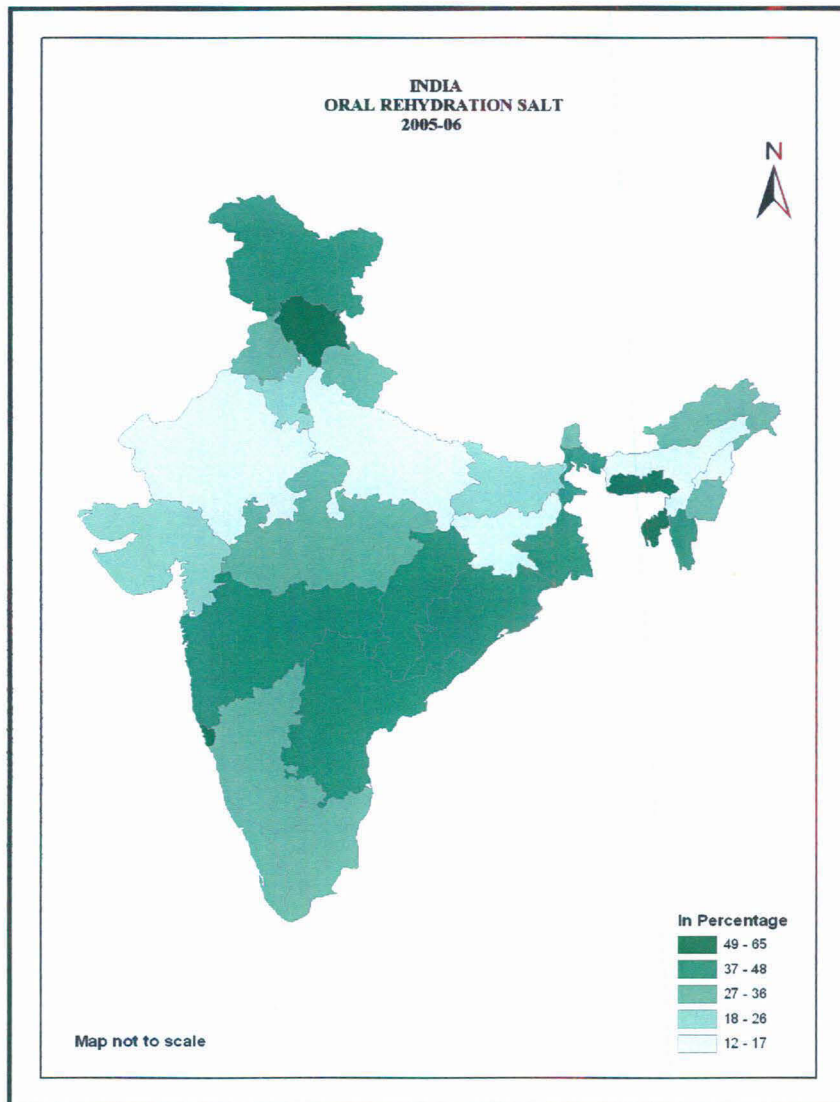 INDIA
ORAL REHYDRATION SALT
2005-06
N
In Percentage
49 - 65
37 - 48
27 - 36
18 - 26
12 - 17
Map not to scale